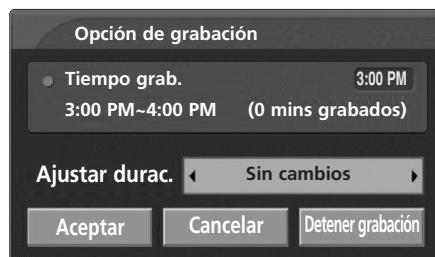 Opción de grabación
Tiempo grab. 3:00 PM
3:00 PM~4:00 PM (0 mins grabados)
Ajustar durac. Sin cambios
Aceptar Cancelar Detener grabación